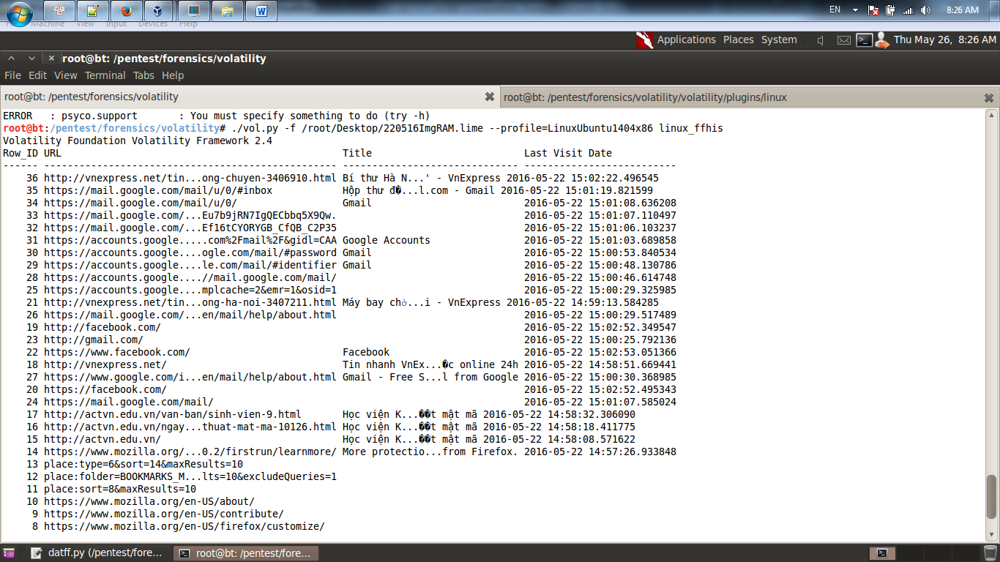 EN 8:26 AM
Machine View Input Devices Help
Applications Places System Thu May 26, 8:26 AM
root@bt: /pentest/forensics/volatility
File Edit View Terminal Tabs Help
root@bt: /pentest/forensics/volatility
root@bt: /pentest/forensics/volatility/volatility/plugins/linux
ERROR : psyco.support : You must specify something to do (try -h)
root@bt:/pentest/forensics/volatility# ./vol.py -f /root/Desktop/220516ImgRAM.lime --profile=LinuxUbuntu1404x86 linux_ffhis
Volatility Foundation Volatility Framework 2.4
Row_ID URL Title Last Visit Date
------ -------------------------------------------------- ------------------------------ --------------------------
36 http://vnexpress.net/tin...ong-chuyen-3406910.html Bí thư Hà N...' - VnExpress 2016-05-22 15:02:22.496545
35 https://mail.google.com/mail/u/0/#inbox Hộp thư đ�...l.com - Gmail 2016-05-22 15:01:19.821599
34 https://mail.google.com/mail/u/0/ Gmail 2016-05-22 15:01:08.636208
33 https://mail.google.com/...Eu7b9jRN7IgQECbbq5X9Qw. 2016-05-22 15:01:07.110497
32 https://mail.google.com/...Ef16tCYORYGB_CfQB_C2P35 2016-05-22 15:01:06.103237
31 https://accounts.google.....com%2Fmail%2F&gidl=CAA Google Accounts 2016-05-22 15:01:03.689858
30 https://accounts.google....ogle.com/mail/#password Gmail 2016-05-22 15:00:53.840534
29 https://accounts.google....le.com/mail/#identifier Gmail 2016-05-22 15:00:48.130786
28 https://accounts.google....//mail.google.com/mail/ 2016-05-22 15:00:46.614748
25 https://accounts.google....mplcache=2&emr=1&osid=1 2016-05-22 15:00:29.325985
21 http://vnexpress.net/tin...ong-ha-noi-3407211.html Máy bay chở...i - VnExpress 2016-05-22 14:59:13.584285
26 https://mail.google.com/...en/mail/help/about.html 2016-05-22 15:00:29.517489
19 http://facebook.com/ 2016-05-22 15:02:52.349547
23 http://gmail.com/ 2016-05-22 15:00:25.792136
22 https://www.facebook.com/ Facebook 2016-05-22 15:02:53.051366
18 http://vnexpress.net/ Tin nhanh VnEx...�c online 24h 2016-05-22 14:58:51.669441
27 https://www.google.com/i...en/mail/help/about.html Gmail - Free S...l from Google 2016-05-22 15:00:30.368985
20 https://facebook.com/ 2016-05-22 15:02:52.495343
24 https://mail.google.com/mail/ 2016-05-22 15:01:07.585024
17 http://actvn.edu.vn/van-ban/sinh-vien-9.html Học viện K...��t mật mã 2016-05-22 14:58:32.306090
16 http://actvn.edu.vn/ngay...thuat-mat-ma-10126.html Học viện K...��t mật mã 2016-05-22 14:58:18.411775
15 http://actvn.edu.vn/ Học viện K...��t mật mã 2016-05-22 14:58:08.571622
14 https://www.mozilla.org/...0.2/firstrun/learnmore/ More protectio...from Firefox. 2016-05-22 14:57:26.933848
13 place:type=6&sort=14&maxResults=10
12 place:folder=BOOKMARKS_M...lts=10&excludeQueries=1
11 place:sort=8&maxResults=10
10 https://www.mozilla.org/en-US/about/
9 https://www.mozilla.org/en-US/contribute/
8 https://www.mozilla.org/en-US/firefox/customize/
datff.py (/pentest/fore...
root@bt: /pentest/fore...